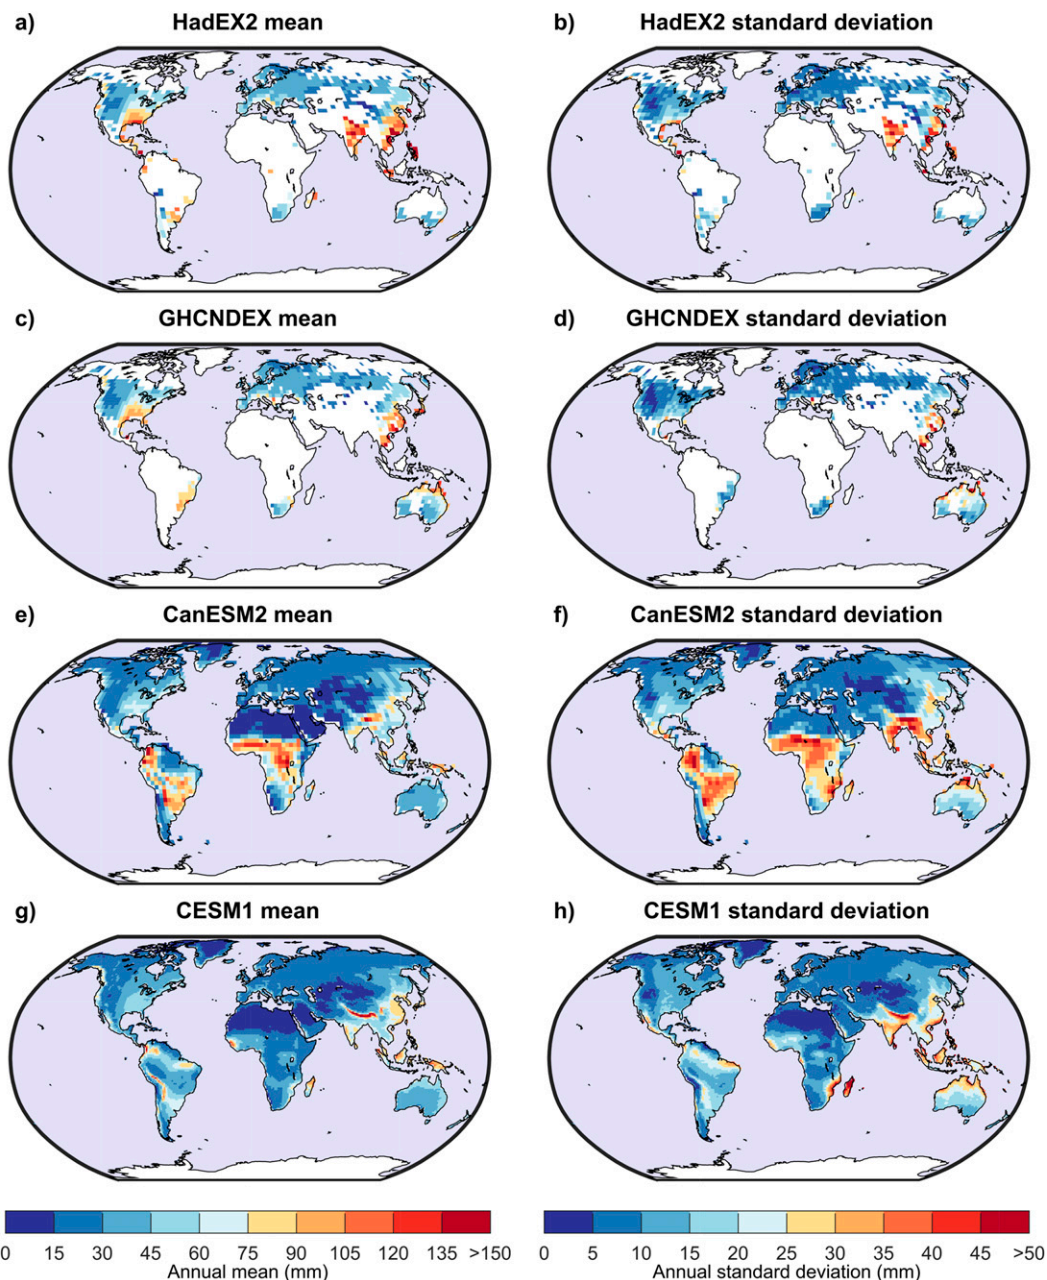 a) HadEX2 mean
b) HadEX2 standard deviation
c) GHCNDEX mean
d) GHCNDEX standard deviation
e) CanESM2 mean
f) CanESM2 standard deviation
g) CESM1 mean
h) CESM1 standard deviation
0 15 30 45 60 75 90 105 120 135 >150
Annual mean (mm)
0 5 10 15 20 25 30 35 40 45 >50
Annual standard deviation (mm)